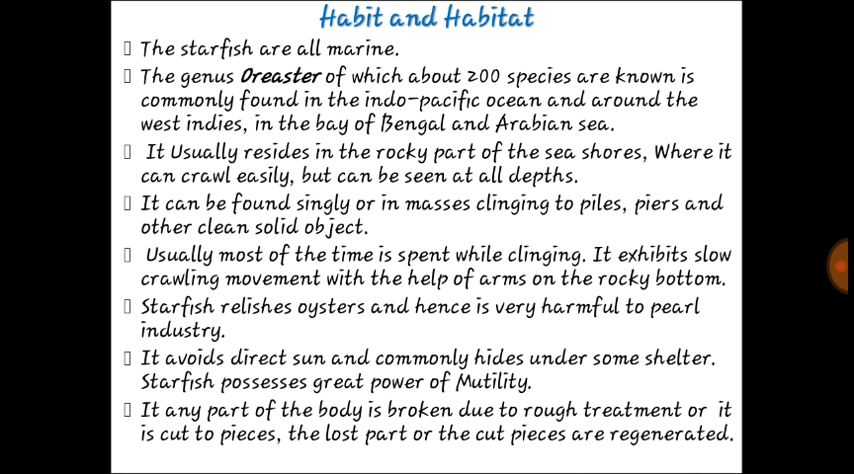 Habit and Habitat
The starfish are all marine.
The genus Oreaster of which about 200 species are known is
commonly found in the indo-pacific ocean and around the
west indies, in the bay of Bengal and Arabian sea.
It Usually resides in the rocky part of the sea shores, Where it
can crawl easily, but can be seen at all depths.
It can be found singly or in masses clinging to piles, piers and
other clean solid object.
Usually most of the time is spent while clinging. It exhibits slow
crawling movement with the help of arms on the rocky bottom.
Starfish relishes oysters and hence is very harmful to pearl
industry.
It avoids direct sun and commonly hides under some shelter.
Starfish possesses great power of Mutility.
It any part of the body is broken due to rough treatment or it
is cut to pieces, the lost part or the cut pieces are regenerated.